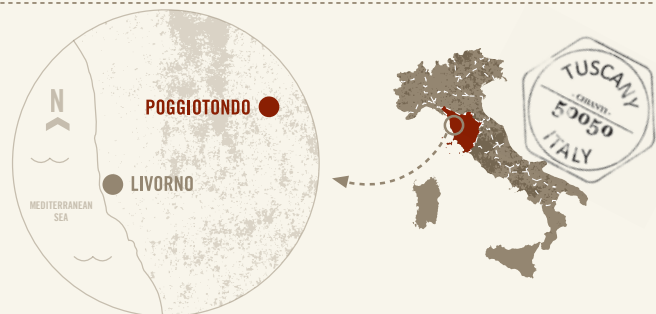 N
POGGIOTONDO
LIVORNO
MEDITERRANEAN
SEA
TUSCANY
- CHIANTI -
50050
ITALY